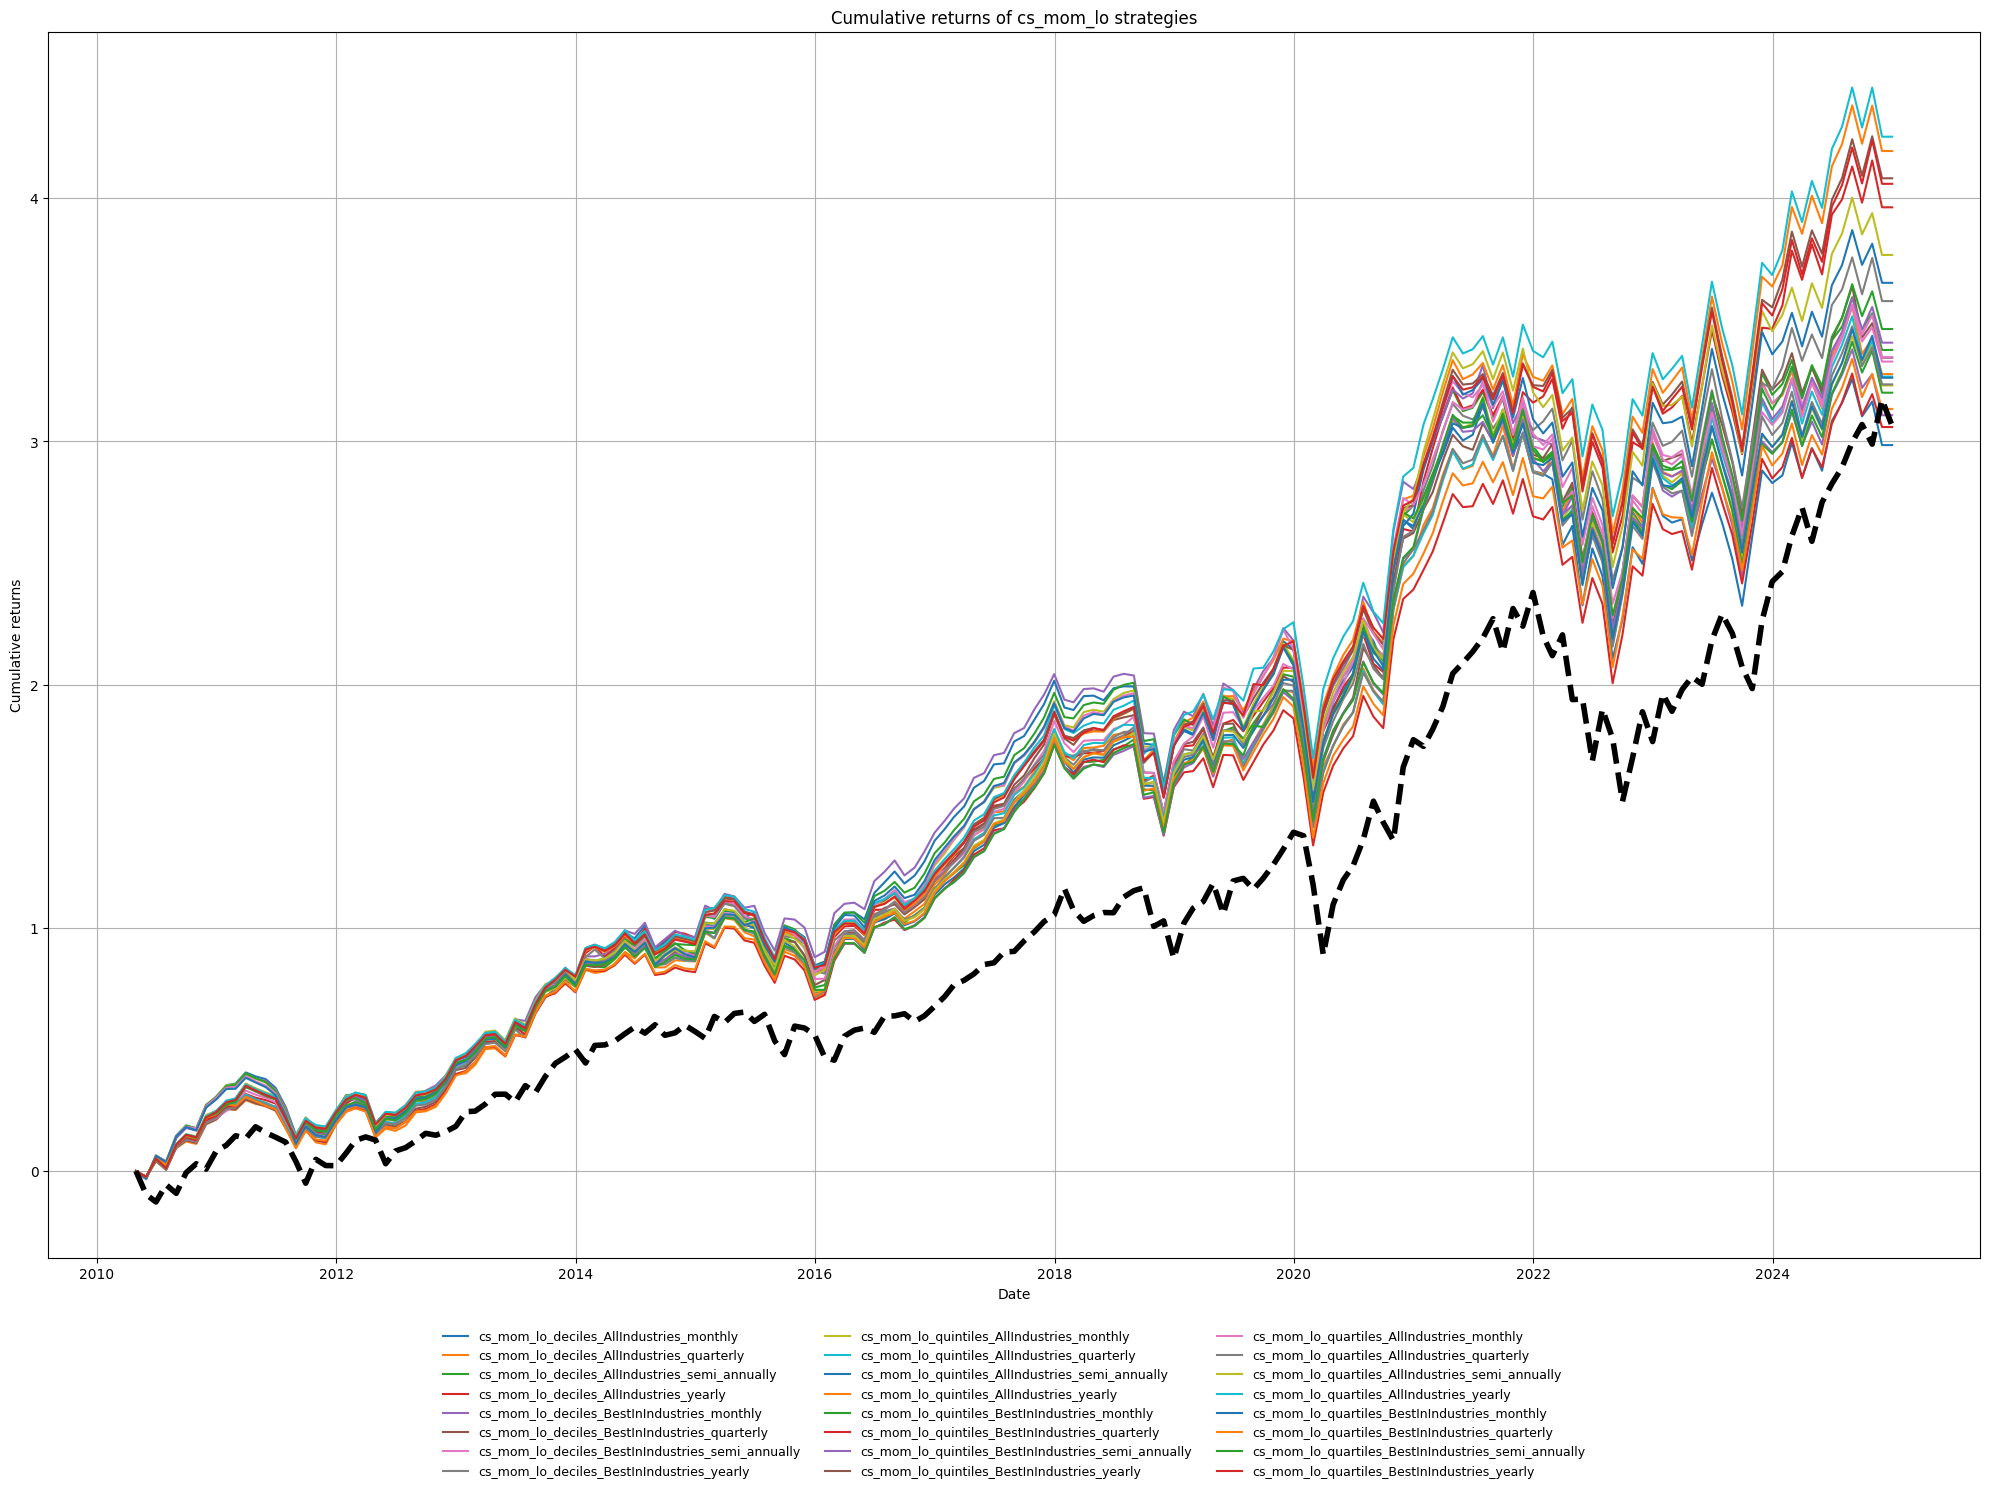 Cumulative returns of cs_mom_lo strategies
Cumulative returns
4
3
2
1
0
2010 2012 2014 2016 2018 2020 2022 2024
Date
cs_mom_lo_deciles_AllIndustries_monthly
cs_mom_lo_deciles_AllIndustries_quarterly
cs_mom_lo_deciles_AllIndustries_semi_annually
cs_mom_lo_deciles_AllIndustries_yearly
cs_mom_lo_deciles_BestInIndustries_monthly
cs_mom_lo_deciles_BestInIndustries_quarterly
cs_mom_lo_deciles_BestInIndustries_semi_annually
cs_mom_lo_deciles_BestInIndustries_yearly
cs_mom_lo_quintiles_AllIndustries_monthly
cs_mom_lo_quintiles_AllIndustries_quarterly
cs_mom_lo_quintiles_AllIndustries_semi_annually
cs_mom_lo_quintiles_AllIndustries_yearly
cs_mom_lo_quintiles_BestInIndustries_monthly
cs_mom_lo_quintiles_BestInIndustries_quarterly
cs_mom_lo_quintiles_BestInIndustries_semi_annually
cs_mom_lo_quintiles_BestInIndustries_yearly
cs_mom_lo_quartiles_AllIndustries_monthly
cs_mom_lo_quartiles_AllIndustries_quarterly
cs_mom_lo_quartiles_AllIndustries_semi_annually
cs_mom_lo_quartiles_AllIndustries_yearly
cs_mom_lo_quartiles_BestInIndustries_monthly
cs_mom_lo_quartiles_BestInIndustries_quarterly
cs_mom_lo_quartiles_BestInIndustries_semi_annually
cs_mom_lo_quartiles_BestInIndustries_yearly